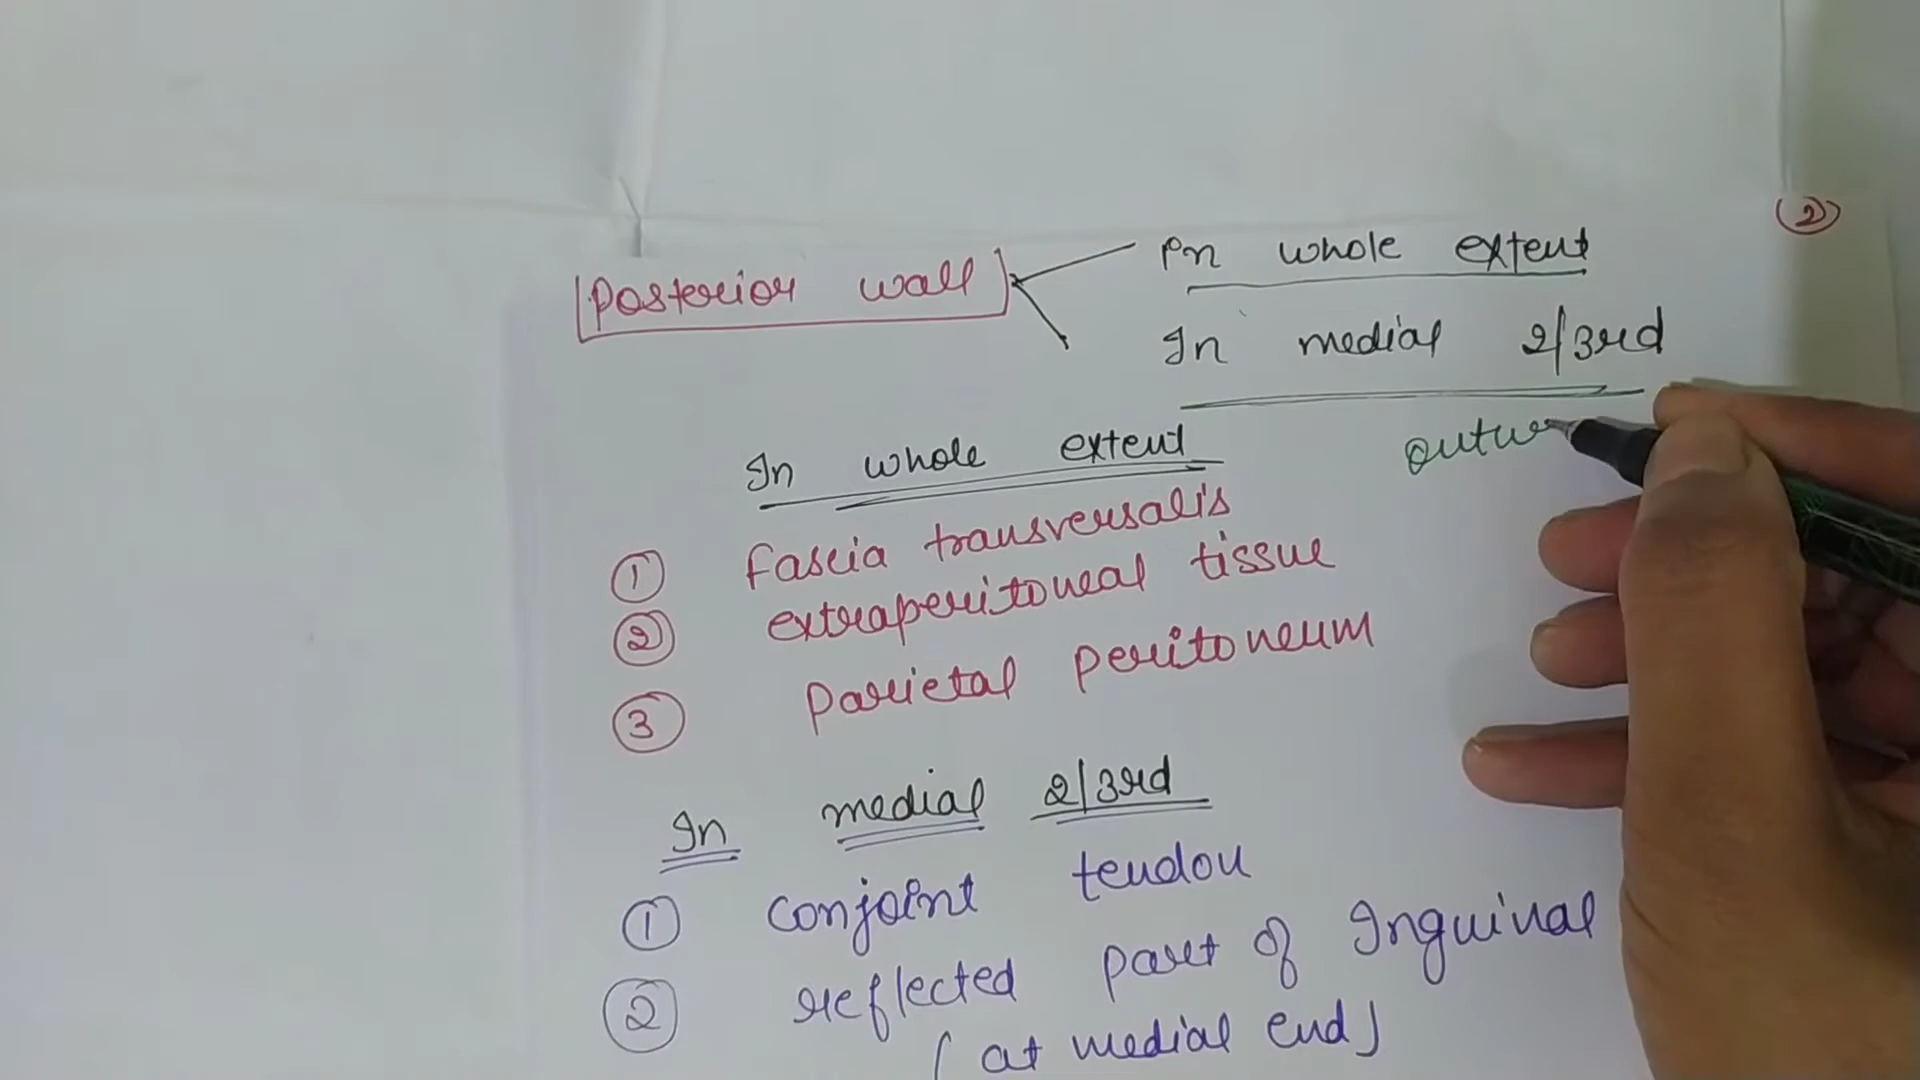 (2)
Posterior wall
In whole extent
In medial 2/3rd
outwe
In whole extent
1 fascia transversalis
2 extraperitoneal tissue
3 Parietal peritoneum
In medial 2/3rd
1 conjoint tendon
2 reflected part of Inguinal
( at medial end )